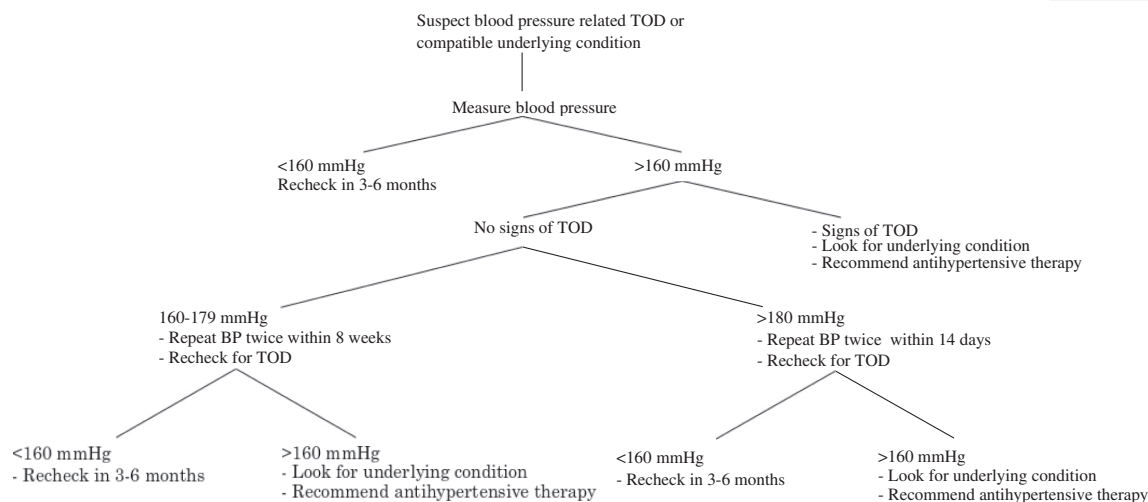 Suspect blood pressure related TOD or
compatible underlying condition
Measure blood pressure
<160 mmHg
Recheck in 3-6 months
>160 mmHg
No signs of TOD
- Signs of TOD
- Look for underlying condition
- Recommend antihypertensive therapy
160-179 mmHg
- Repeat BP twice within 8 weeks
- Recheck for TOD
>180 mmHg
- Repeat BP twice within 14 days
- Recheck for TOD
<160 mmHg
- Recheck in 3-6 months
>160 mmHg
- Look for underlying condition
- Recommend antihypertensive therapy
<160 mmHg
- Recheck in 3-6 months
>160 mmHg
- Look for underlying condition
- Recommend antihypertensive therapy